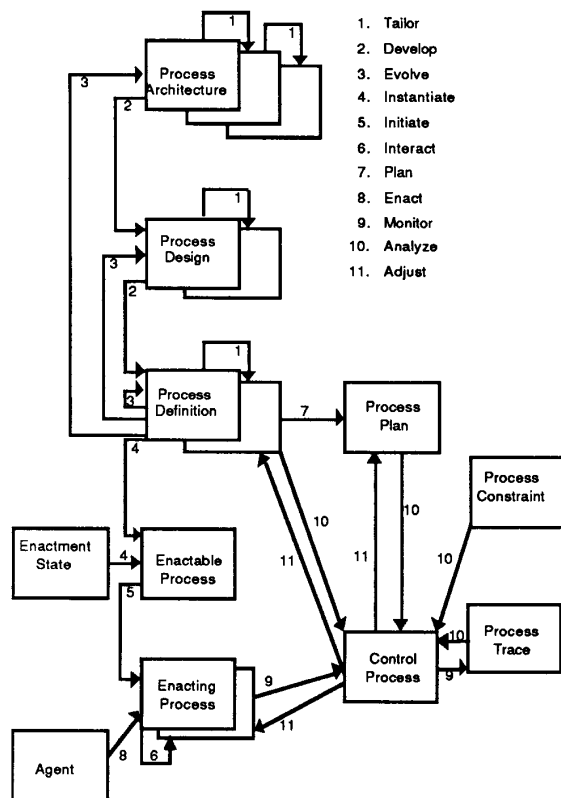 1
1
1. Tailor
2. Develop
3. Evolve
4. Instantiate
5. Initiate
6. Interact
7. Plan
8. Enact
9. Monitor
10. Analyze
11. Adjust
Process
Architecture
3
2
1
Process
Design
3
2
1
Process
Definition
3
4
7
Process
Plan
10
11
11
10
Process
Constraint
10
Enactment
State
4
Enactable
Process
5
Enacting
Process
9
11
6
Control
Process
10
9
Process
Trace
Agent
8